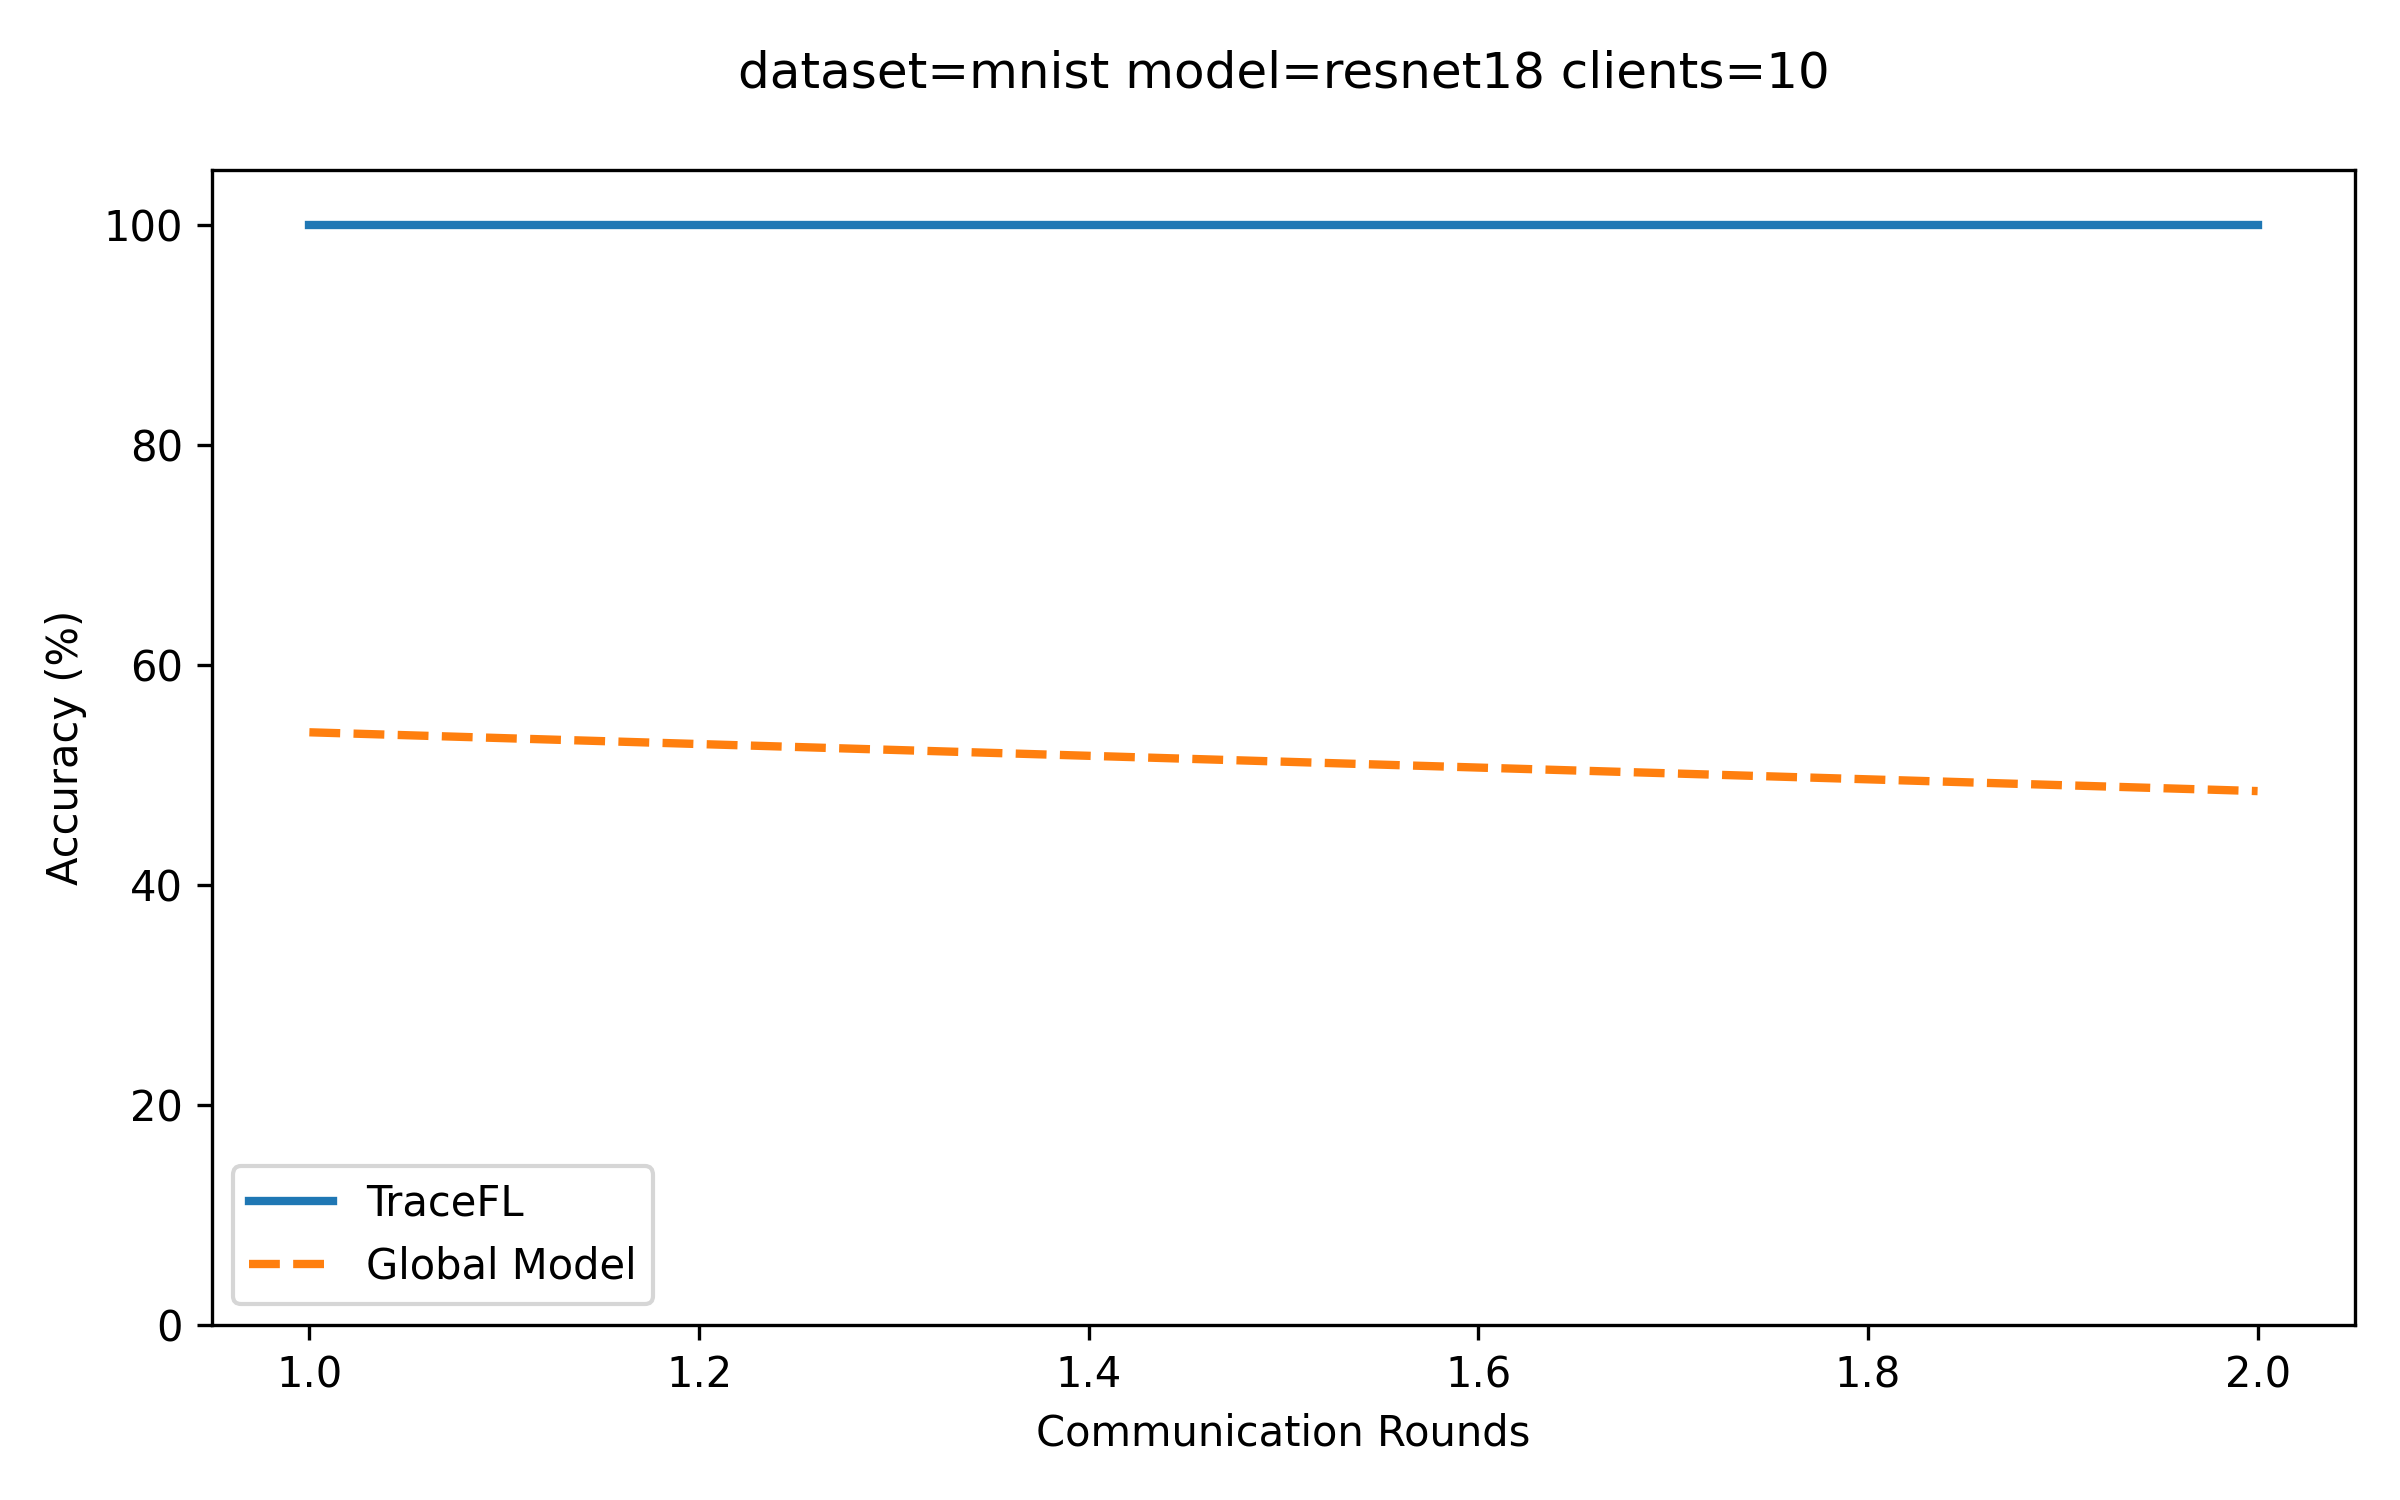 dataset=mnist model=resnet18 clients=10
100
80
60
40
20
0
Accuracy (%)
TraceFL
Global Model
1.0 1.2 1.4 1.6 1.8 2.0
Communication Rounds